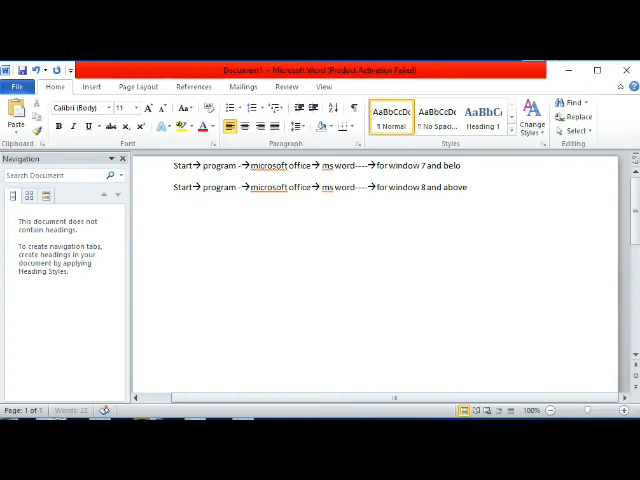 Document1 - Microsoft Word (Product Activation Failed)
File Home Insert Page Layout References Mailings Review View
Paste
Calibri (Body) 11
B I U abc x₂ x² A A
AaBbCcDc AaBbCcDc AaBbCc
¶ Normal ¶ No Spaci... Heading 1
Change Styles
Find
Replace
Select
Clipboard Font Paragraph Styles Editing
Navigation
Search Document
This document does not
contain headings.
To create navigation tabs,
create headings in your
document by applying
Heading Styles.
Start→ program -→microsoft office→ ms word----→for window 7 and belo
Start→ program -→microsoft office→ ms word----→for window 8 and above
Page: 1 of 1 Words: 22 100%